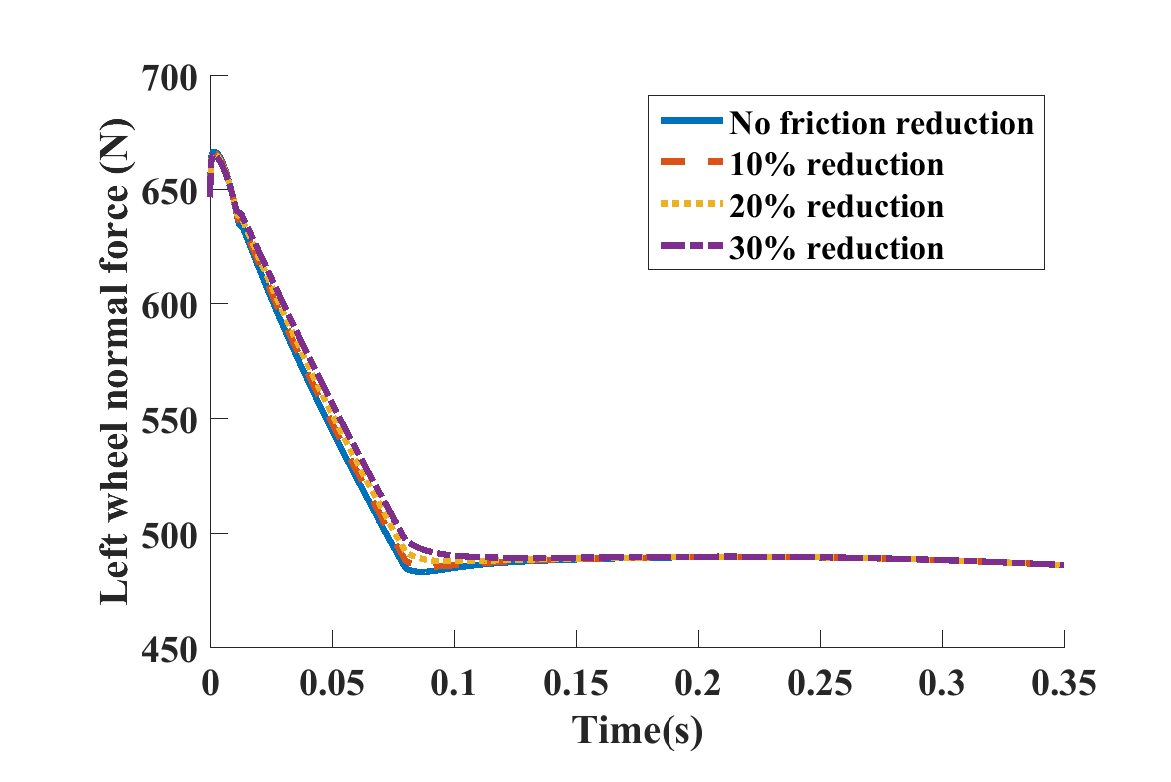 Left wheel normal force (N)
700
650
600
550
500
450
0
0.05
0.1
0.15
0.2
0.25
0.3
0.35
Time(s)
No friction reduction
10% reduction
20% reduction
30% reduction